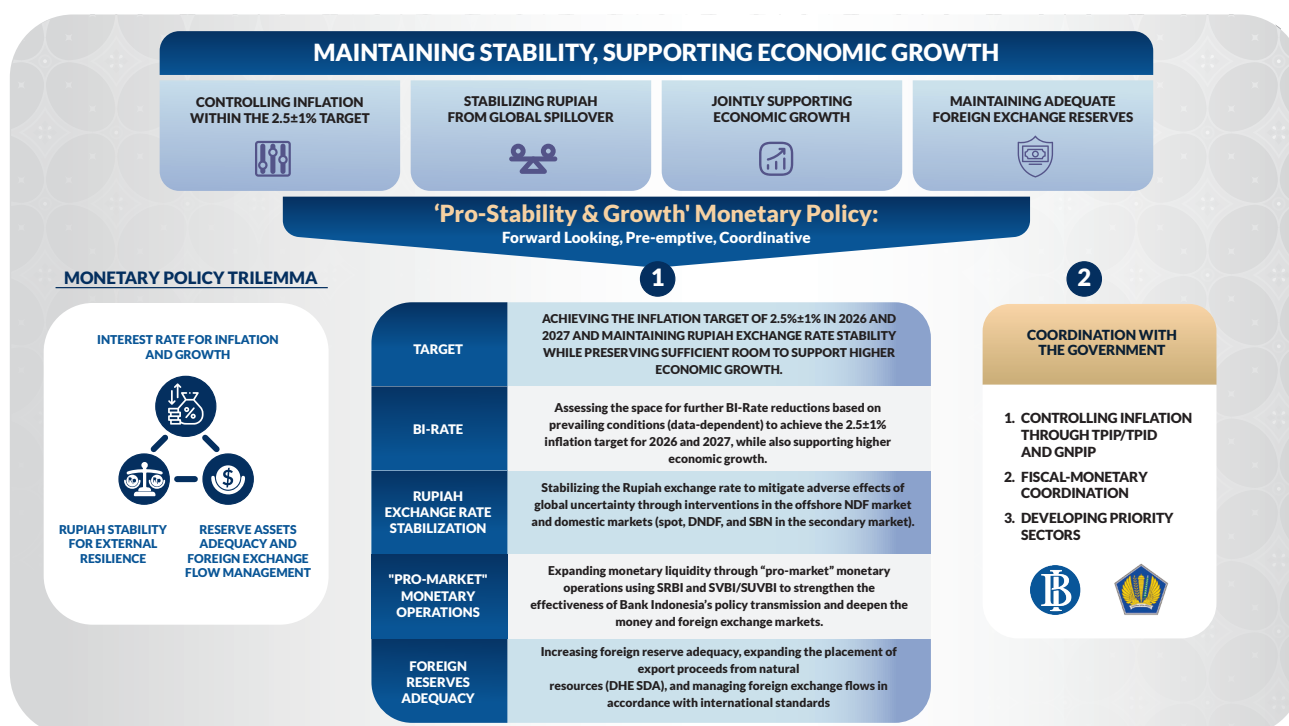 MAINTAINING STABILITY, SUPPORTING ECONOMIC GROWTH
CONTROLLING INFLATION
WITHIN THE 2.5±1% TARGET
STABILIZING RUPIAH
FROM GLOBAL SPILLOVER
JOINTLY SUPPORTING
ECONOMIC GROWTH
MAINTAINING ADEQUATE
FOREIGN EXCHANGE RESERVES
‘Pro-Stability & Growth' Monetary Policy:
Forward Looking, Pre-emptive, Coordinative
MONETARY POLICY TRILEMMA
INTEREST RATE FOR INFLATION
AND GROWTH
%
$
RUPIAH STABILITY
FOR EXTERNAL
RESILIENCE
RESERVE ASSETS
ADEQUACY AND
FOREIGN EXCHANGE
FLOW MANAGEMENT
1
TARGET
ACHIEVING THE INFLATION TARGET OF 2.5%±1% IN 2026 AND
2027 AND MAINTAINING RUPIAH EXCHANGE RATE STABILITY
WHILE PRESERVING SUFFICIENT ROOM TO SUPPORT HIGHER
ECONOMIC GROWTH.
BI-RATE
Assessing the space for further BI-Rate reductions based on
prevailing conditions (data-dependent) to achieve the 2.5±1%
inflation target for 2026 and 2027, while also supporting higher
economic growth.
RUPIAH
EXCHANGE RATE
STABILIZATION
Stabilizing the Rupiah exchange rate to mitigate adverse effects of
global uncertainty through interventions in the offshore NDF market
and domestic markets (spot, DNDF, and SBN in the secondary market).
"PRO-MARKET"
MONETARY
OPERATIONS
Expanding monetary liquidity through “pro-market” monetary
operations using SRBI and SVBI/SUVBI to strengthen the
effectiveness of Bank Indonesia’s policy transmission and deepen the
money and foreign exchange markets.
FOREIGN
RESERVES
ADEQUACY
Increasing foreign reserve adequacy, expanding the placement of
export proceeds from natural
resources (DHE SDA), and managing foreign exchange flows in
accordance with international standards
2
COORDINATION WITH
THE GOVERNMENT
1. CONTROLLING INFLATION
THROUGH TPIP/TPID
AND GNPIP
2. FISCAL-MONETARY
COORDINATION
3. DEVELOPING PRIORITY
SECTORS
BI